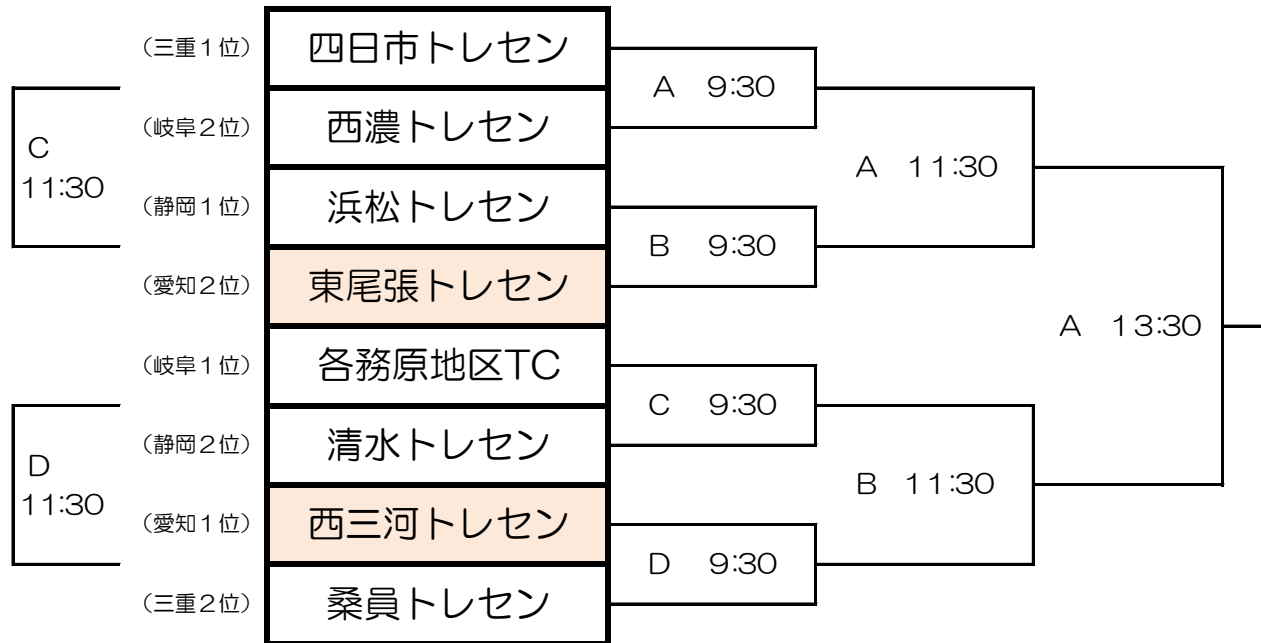 （三重１位）
四日市トレセン
（岐阜２位）
西濃トレセン
（静岡１位）
浜松トレセン
（愛知２位）
東尾張トレセン
（岐阜１位）
各務原地区TC
（静岡２位）
清水トレセン
（愛知１位）
西三河トレセン
（三重２位）
桑員トレセン
C
11:30
D
11:30
A　9:30
B　9:30
C　9:30
D　9:30
A　11:30
B　11:30
A　13:30